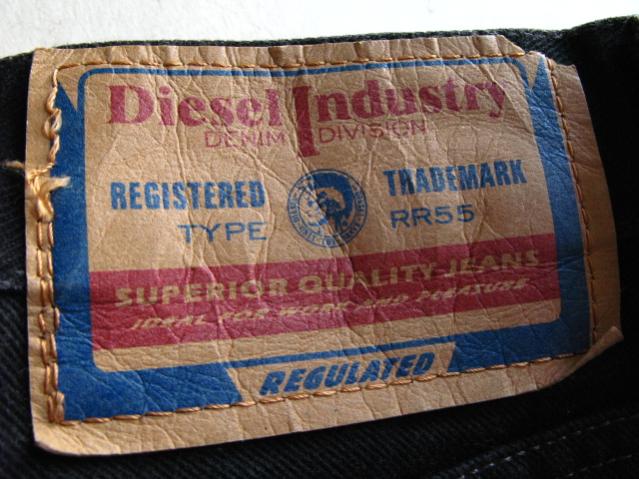 Diesel Industry
DENIM DIVISION
REGISTERED TRADEMARK
TYPE RR55
SUPERIOR QUALITY JEANS
IDEAL FOR WORK AND PLEASURE
REGULATED